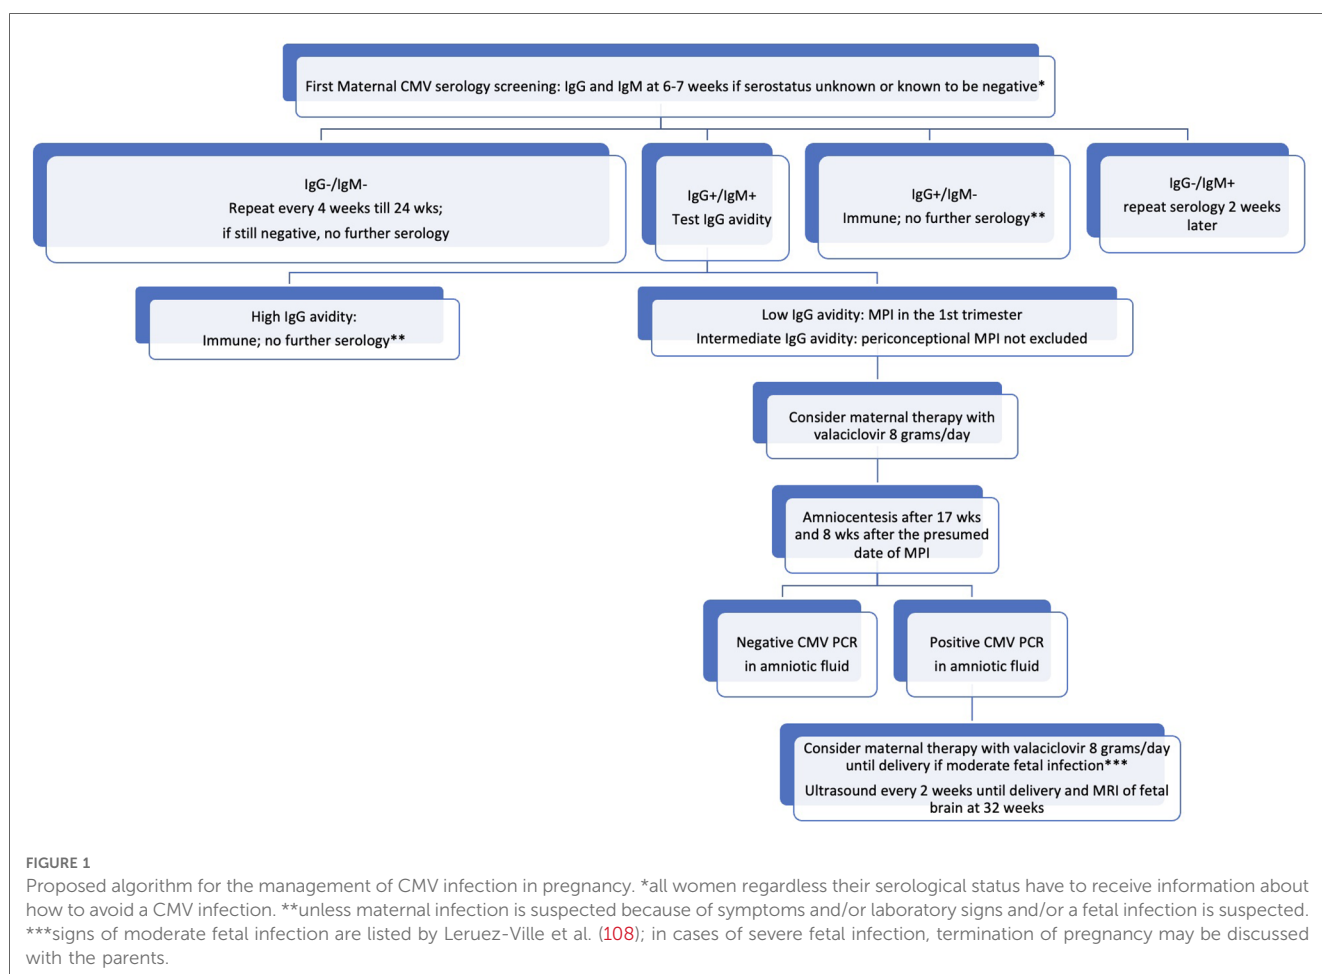 First Maternal CMV serology screening: IgG and IgM at 6-7 weeks if serostatus unknown or known to be negative*
IgG-/IgM-
Repeat every 4 weeks till 24 wks;
if still negative, no further serology
IgG+/IgM+
Test IgG avidity
IgG+/IgM-
Immune; no further serology**
IgG-/IgM+
repeat serology 2 weeks
later
High IgG avidity:
Immune; no further serology**
Low IgG avidity: MPI in the 1st trimester
Intermediate IgG avidity: periconceptional MPI not excluded
Consider maternal therapy with
valaciclovir 8 grams/day
Amniocentesis after 17 wks
and 8 wks after the presumed
date of MPI
Negative CMV PCR
in amniotic fluid
Positive CMV PCR
in amniotic fluid
Consider maternal therapy with valaciclovir 8 grams/day
until delivery if moderate fetal infection***
Ultrasound every 2 weeks until delivery and MRI of fetal
brain at 32 weeks
FIGURE 1
Proposed algorithm for the management of CMV infection in pregnancy. *all women regardless their serological status have to receive information about
how to avoid a CMV infection. **unless maternal infection is suspected because of symptoms and/or laboratory signs and/or a fetal infection is suspected.
***signs of moderate fetal infection are listed by Leruez-Ville et al. (108); in cases of severe fetal infection, termination of pregnancy may be discussed
with the parents.